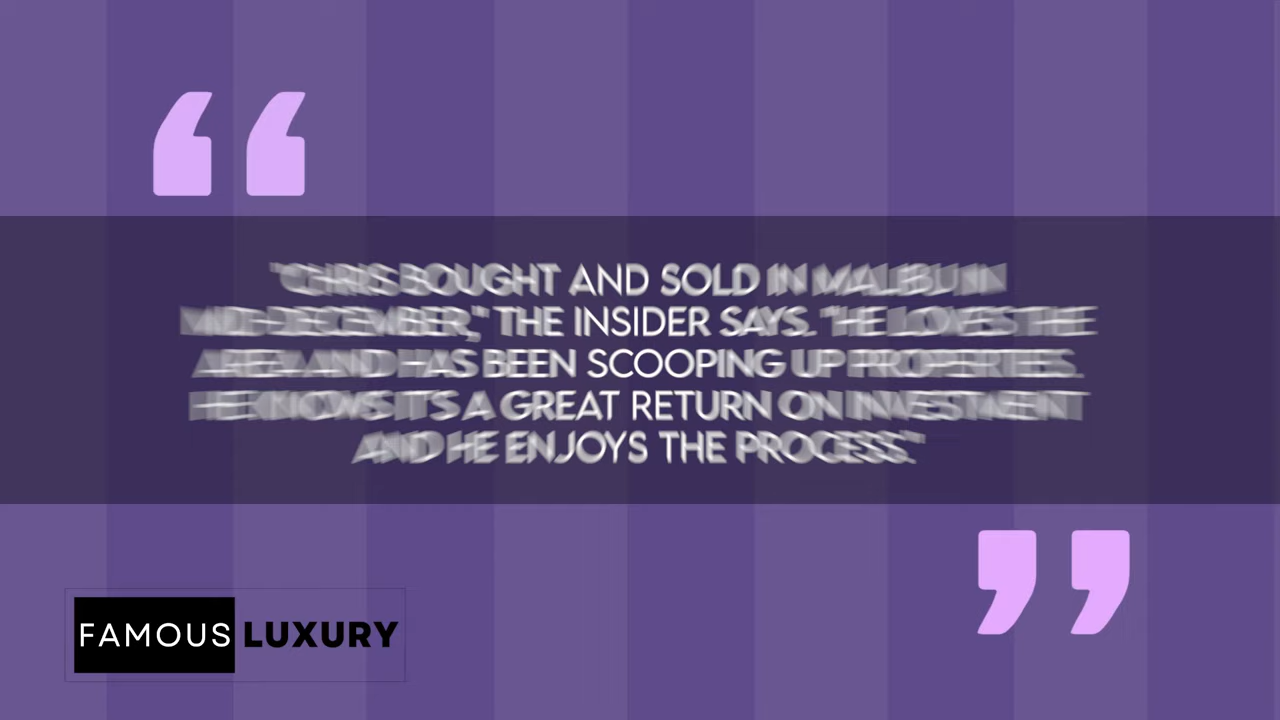 "CHRIS BOUGHT AND SOLD IN MALIBU IN
MID-DECEMBER," THE INSIDER SAYS. "HE LOVES THE
AREA AND HAS BEEN SCOOPING UP PROPERTIES.
HE KNOWS IT'S A GREAT RETURN ON INVESTMENT
AND HE ENJOYS THE PROCESS."
FAMOUS LUXURY